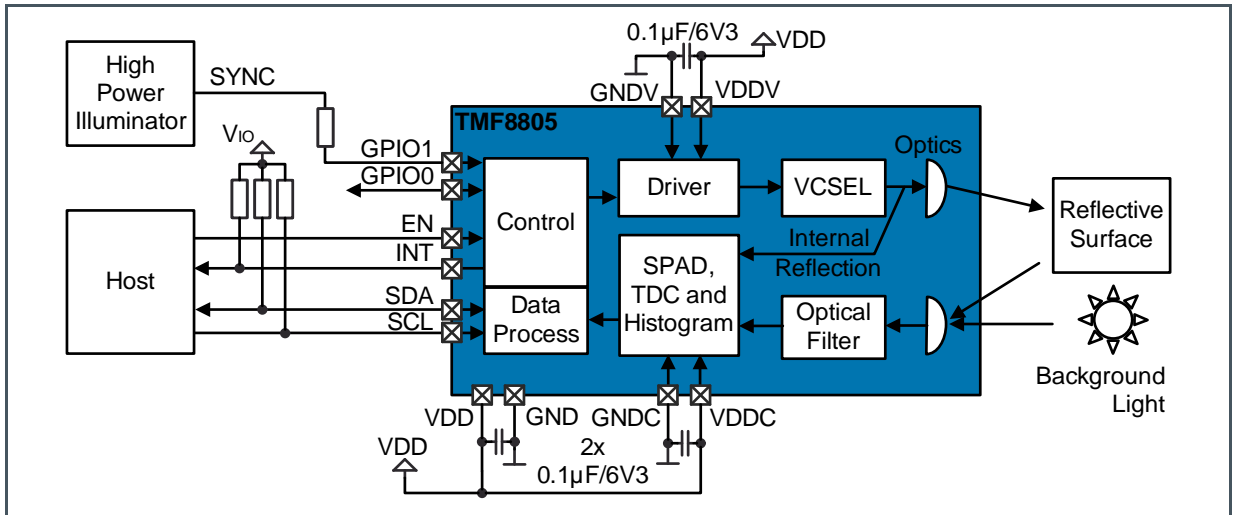 0.1µF/6V3
VDD
High
Power
Illuminator
SYNC
GNDV
VDDV
TMF8805
VIO
GPIO1
GPIO0
Control
Driver
VCSEL
Optics
Reflective
Surface
Host
EN
INT
Internal
Reflection
SPAD,
TDC and
Histogram
SDA
SCL
Data
Process
Optical
Filter
Background
Light
VDD
GND
GNDC
VDDC
VDD
2x
0.1µF/6V3